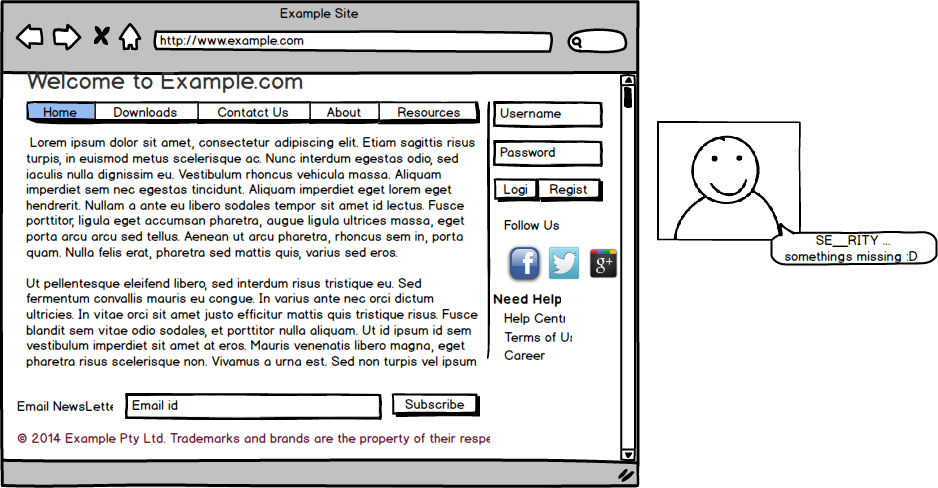 Example Site
http://www.example.com
Welcome to Example.com
Home Downloads Contatct Us About Resources
Username
Password
Logi Regist
Lorem ipsum dolor sit amet, consectetur adipiscing elit. Etiam sagittis risus
turpis, in euismod metus scelerisque ac. Nunc interdum egestas odio, sed
iaculis nulla dignissim eu. Vestibulum rhoncus vehicula massa. Aliquam
imperdiet sem nec egestas tincidunt. Aliquam imperdiet eget lorem eget
hendrerit. Nullam a ante eu libero sodales tempor sit amet id lectus. Fusce
porttitor, ligula eget accumsan pharetra, augue ligula ultrices massa, eget
porta arcu arcu sed tellus. Aenean ut arcu pharetra, rhoncus sem in, porta
quam. Nulla felis erat, pharetra sed mattis quis, varius sed eros.
Ut pellentesque eleifend libero, sed interdum risus tristique eu. Sed
fermentum convallis mauris eu congue. In varius ante nec orci dictum
ultricies. In vitae orci sit amet justo efficitur mattis quis tristique risus. Fusce
blandit sem vitae odio sodales, et porttitor nulla aliquam. Ut id ipsum id sem
vestibulum imperdiet sit amet at eros. Mauris venenatis libero magna, eget
pharetra risus scelerisque non. Vivamus a urna est. Sed non turpis vel ipsum
Follow Us
f g+
Need Help
Help Centr
Terms of Us
Career
Email NewsLette Email id Subscribe
© 2014 Example Pty Ltd. Trademarks and brands are the property of their respe
SE__RITY ...
somethings missing :D